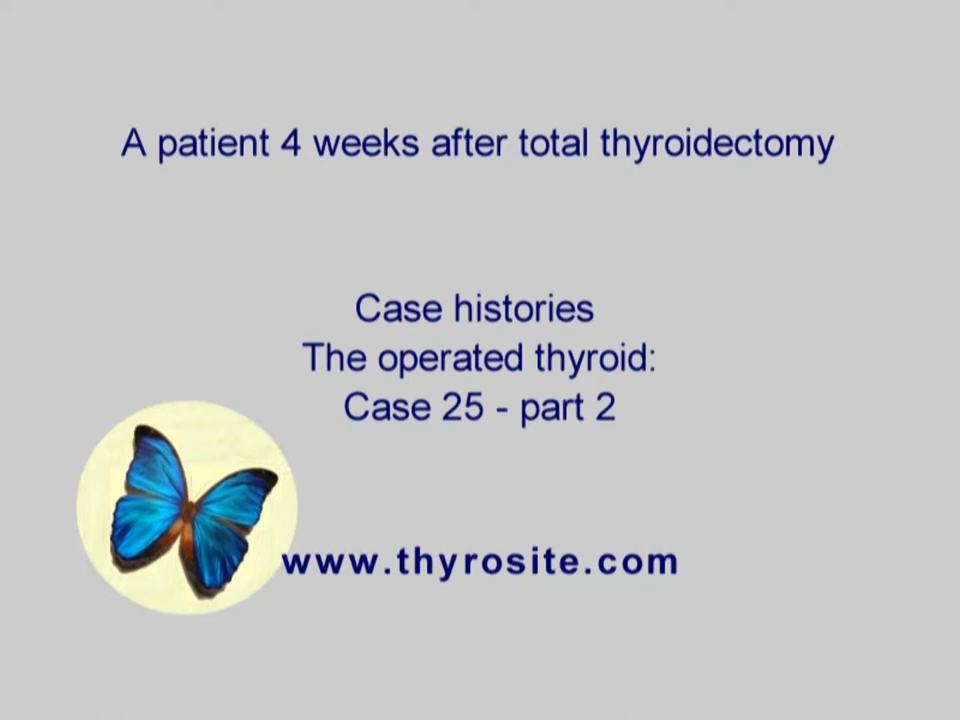 A patient 4 weeks after total thyroidectomy
Case histories
The operated thyroid:
Case 25 - part 2
www.thyrosite.com